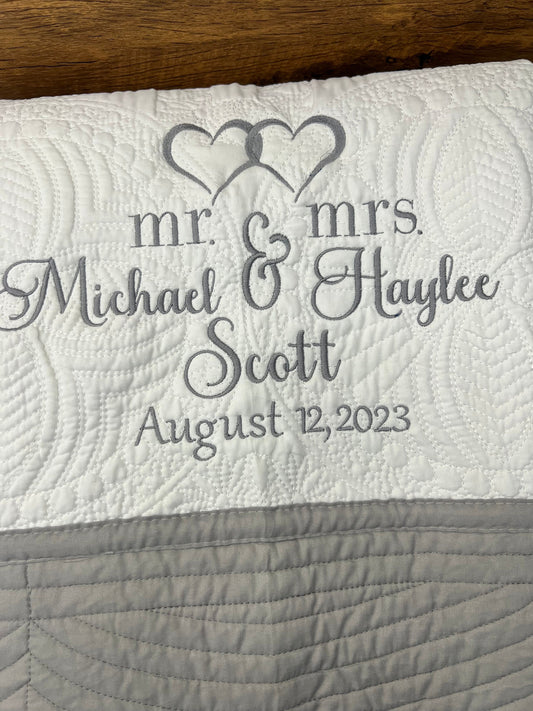 mr. & mrs.
Michael & Haylee
Scott
August 12, 2023